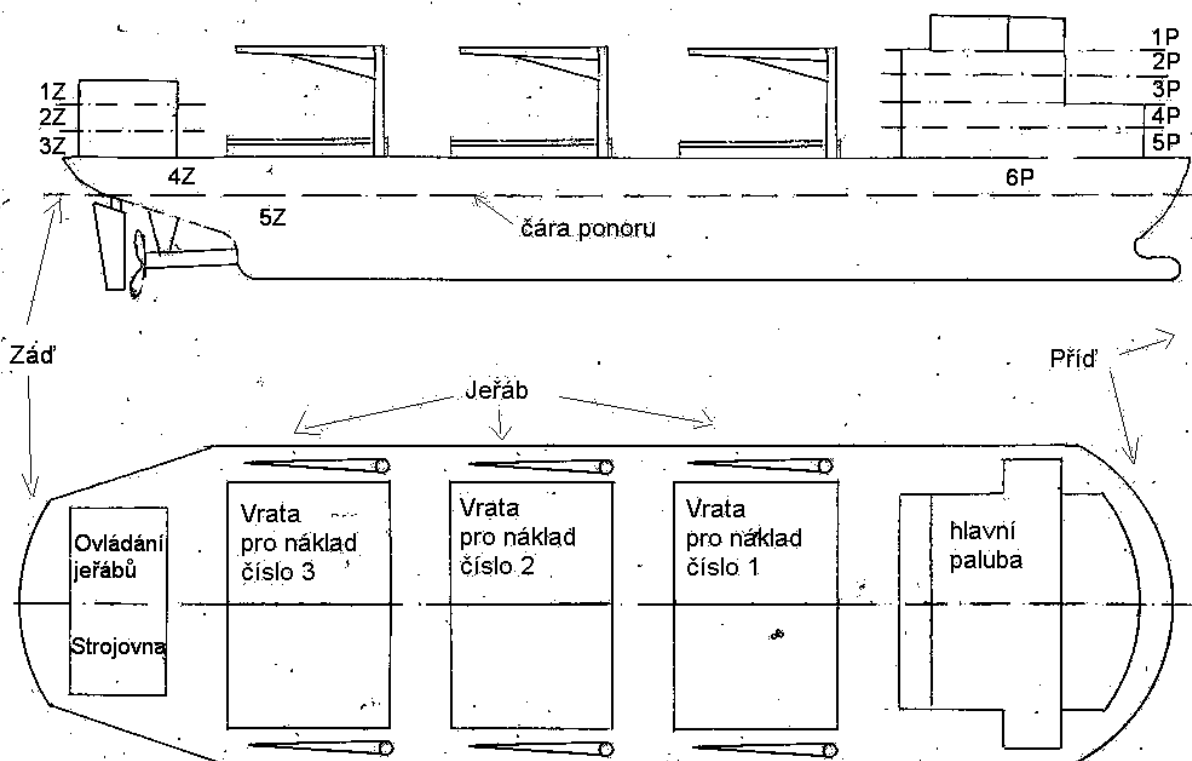 1P
2P
3P
4P
5P
1Z
2Z
3Z
4Z
6P
5Z
čára ponoru
Záď
Příď
Jeřáb
Vrata
pro náklad
číslo 3
Vrata
pro náklad
číslo 2
Vrata
pro náklad
číslo 1
hlavní
paluba
Ovládání
jeřábů
Strojovna